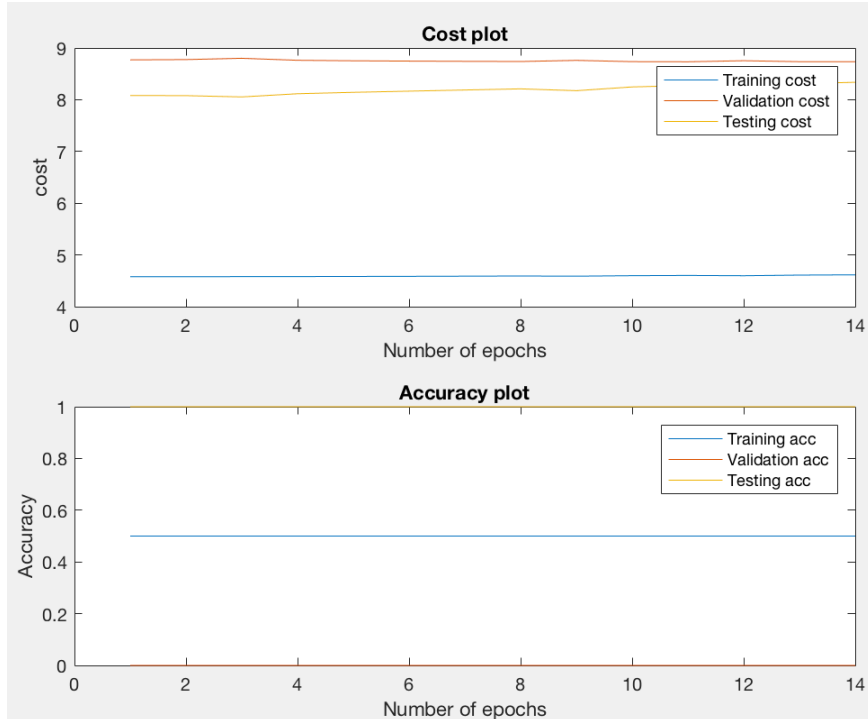 Cost plot
9
8
7
6
5
4
cost
Training cost
Validation cost
Testing cost
0 2 4 6 8 10 12 14
Number of epochs
Accuracy plot
1
0.8
0.6
0.4
0.2
0
Accuracy
Training acc
Validation acc
Testing acc
0 2 4 6 8 10 12 14
Number of epochs